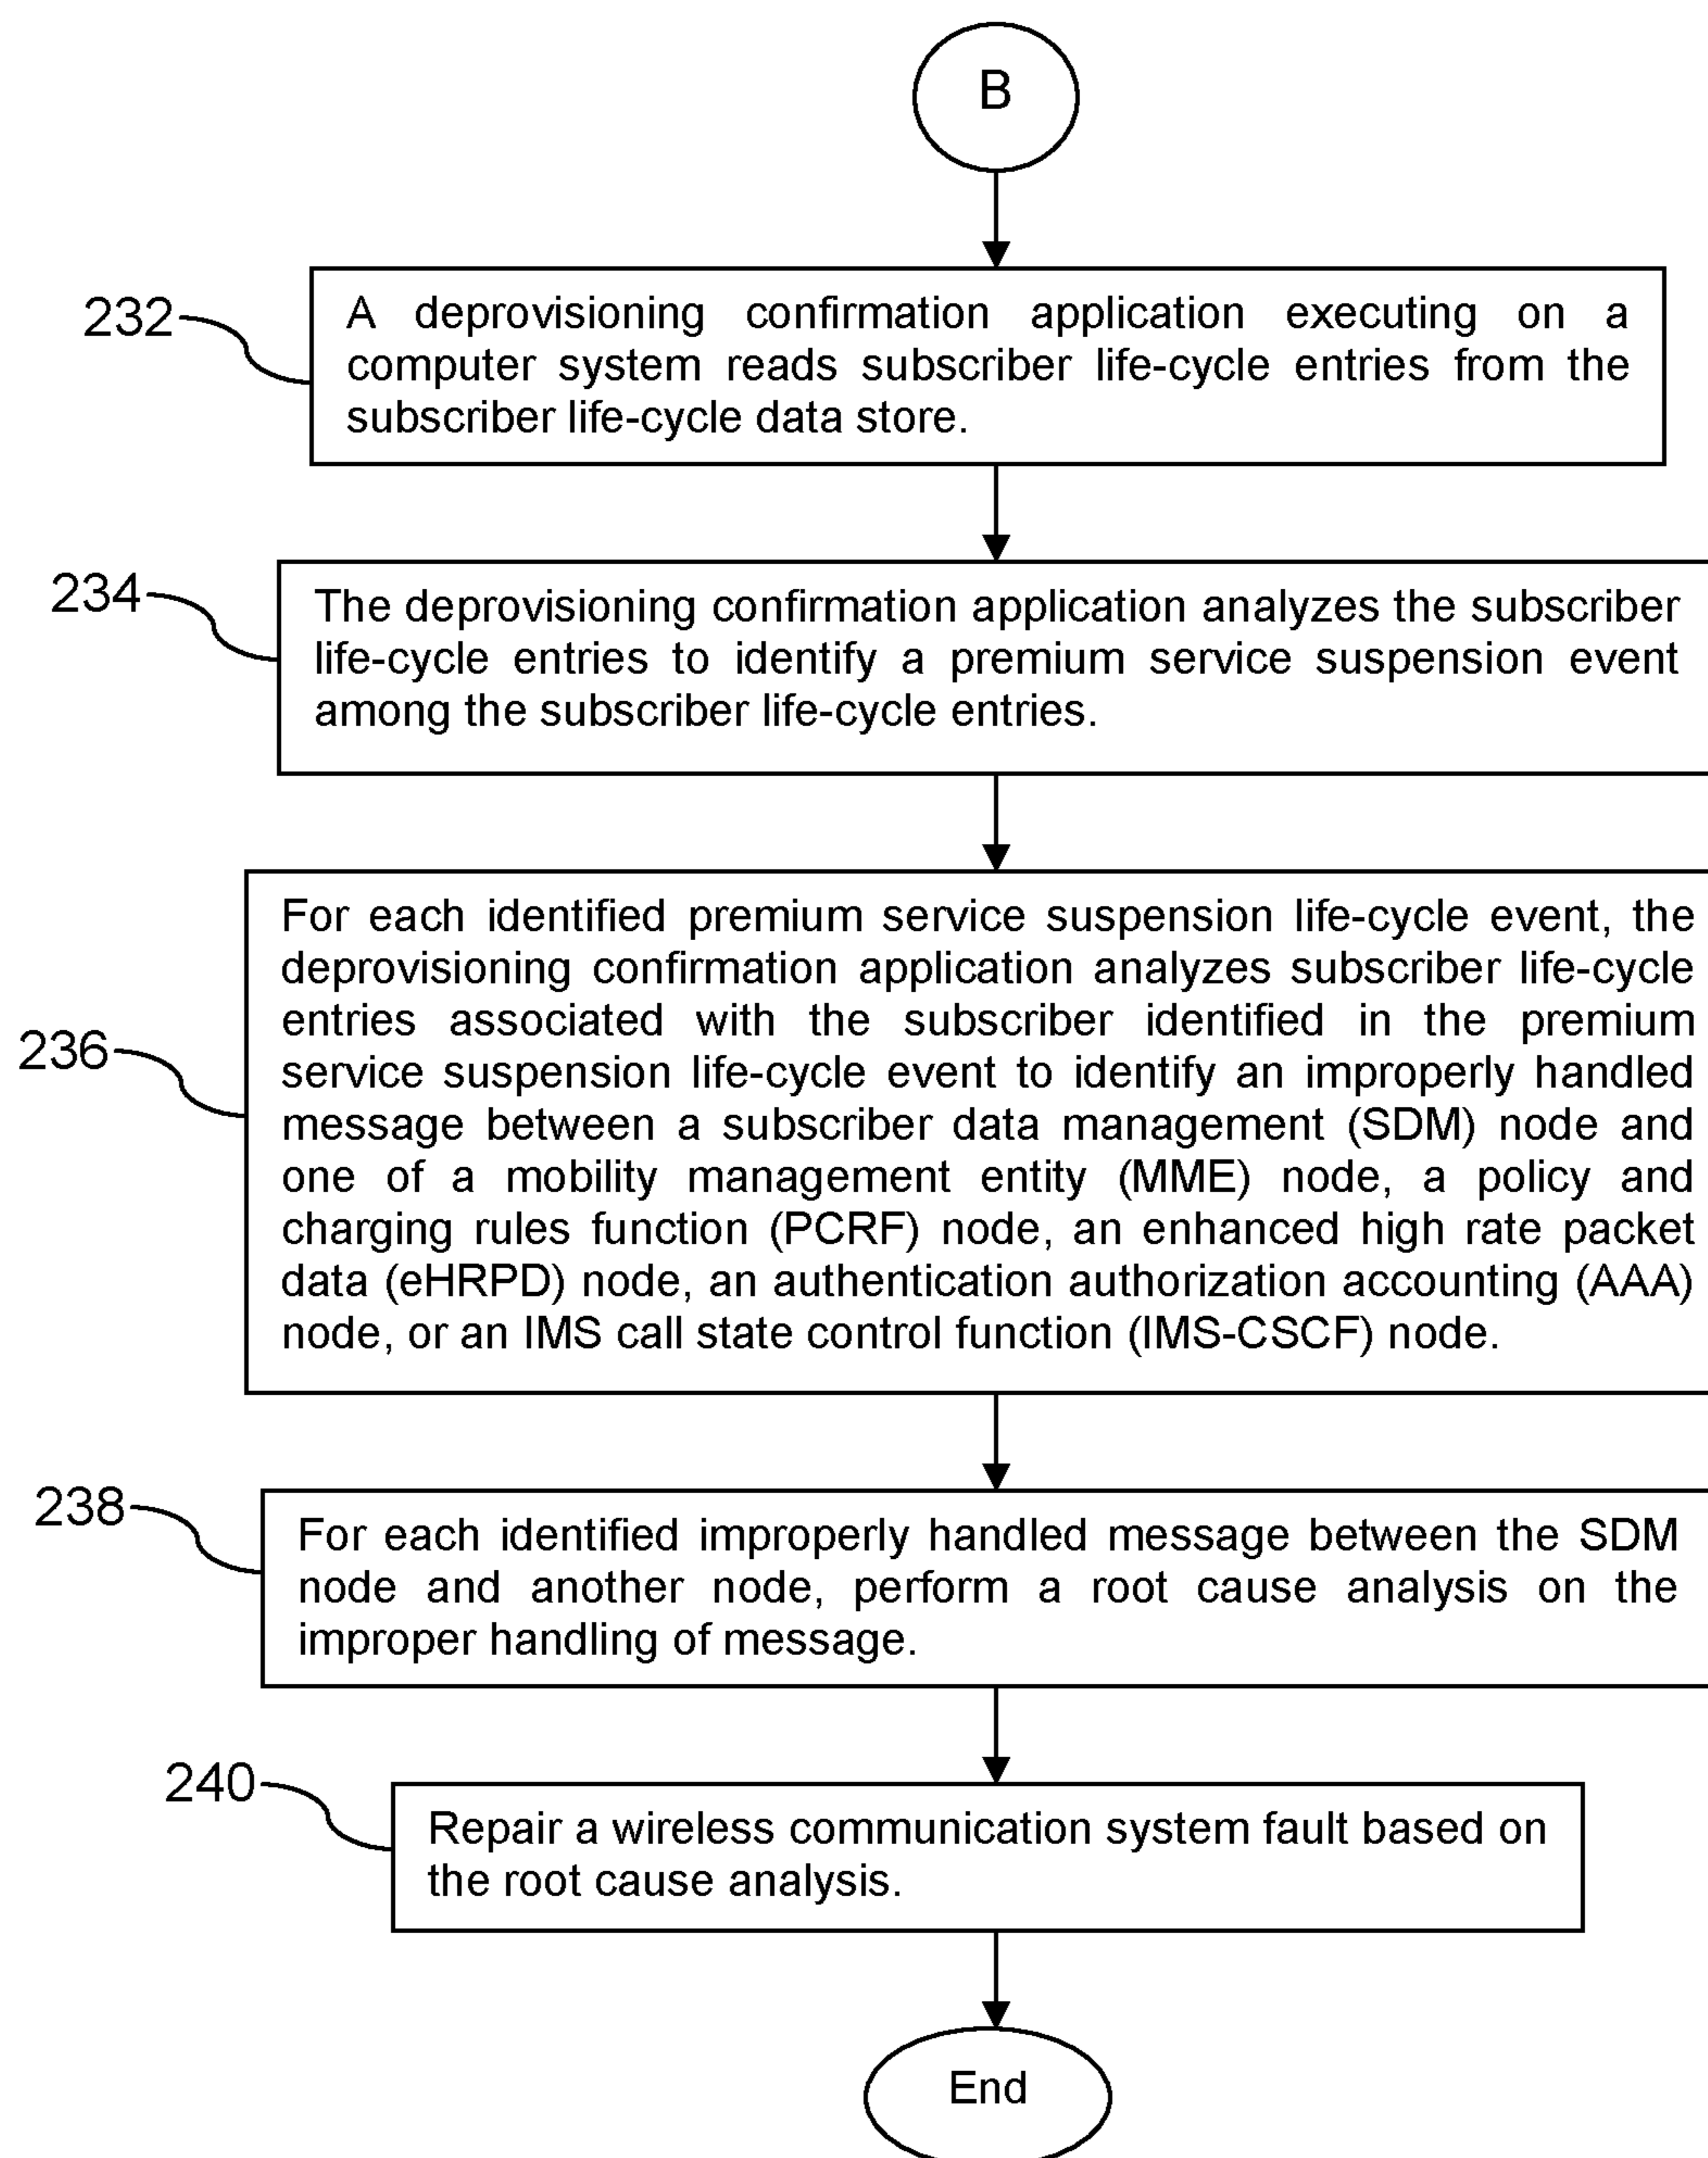 B
232
A deprovisioning confirmation application executing on a
computer system reads subscriber life-cycle entries from the
subscriber life-cycle data store.
234
The deprovisioning confirmation application analyzes the subscriber
life-cycle entries to identify a premium service suspension event
among the subscriber life-cycle entries.
236
For each identified premium service suspension life-cycle event, the
deprovisioning confirmation application analyzes subscriber life-cycle
entries associated with the subscriber identified in the premium
service suspension life-cycle event to identify an improperly handled
message between a subscriber data management (SDM) node and
one of a mobility management entity (MME) node, a policy and
charging rules function (PCRF) node, an enhanced high rate packet
data (eHRPD) node, an authentication authorization accounting (AAA)
node, or an IMS call state control function (IMS-CSCF) node.
238
For each identified improperly handled message between the SDM
node and another node, perform a root cause analysis on the
improper handling of message.
240
Repair a wireless communication system fault based on
the root cause analysis.
End